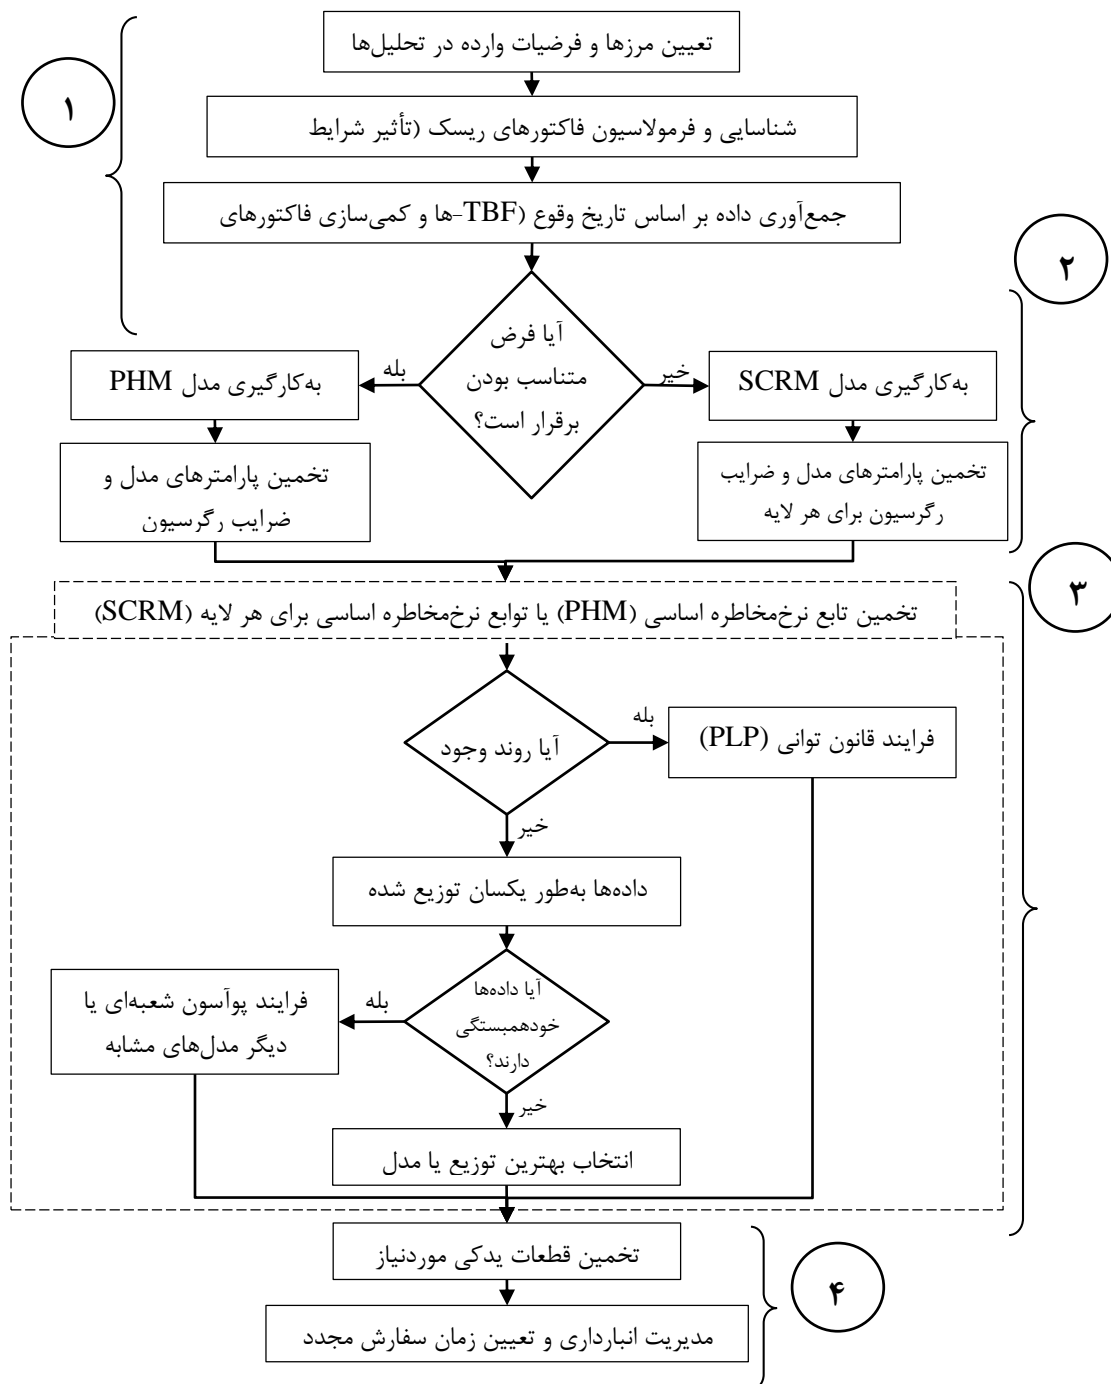 تعیین مرزها و فرضیات وارده در تحلیل‌ها
۱
شناسایی و فرمولاسیون فاکتورهای ریسک (تأثیر شرایط
جمع‌آوری داده بر اساس تاریخ وقوع (TBF-ها و کمی‌سازی فاکتورهای
۲
آیا فرض
متناسب بودن
برقرار است؟
خیر
بله
به‌کارگیری مدل SCRM
به‌کارگیری مدل PHM
تخمین پارامترهای مدل و ضرایب
رگرسیون برای هر لایه
تخمین پارامترهای مدل و
ضرایب رگرسیون
۳
تخمین تابع نرخ‌مخاطره اساسی (PHM) یا توابع نرخ‌مخاطره اساسی برای هر لایه (SCRM)
آیا روند وجود
بله
فرایند قانون توانی (PLP)
خیر
داده‌ها به‌طور یکسان توزیع شده
آیا داده‌ها
خودهمبستگی
دارند؟
بله
فرایند پوآسون شعبه‌ای یا
دیگر مدل‌های مشابه
خیر
انتخاب بهترین توزیع یا مدل
تخمین قطعات یدکی موردنیاز
۴
مدیریت انبارداری و تعیین زمان سفارش مجدد